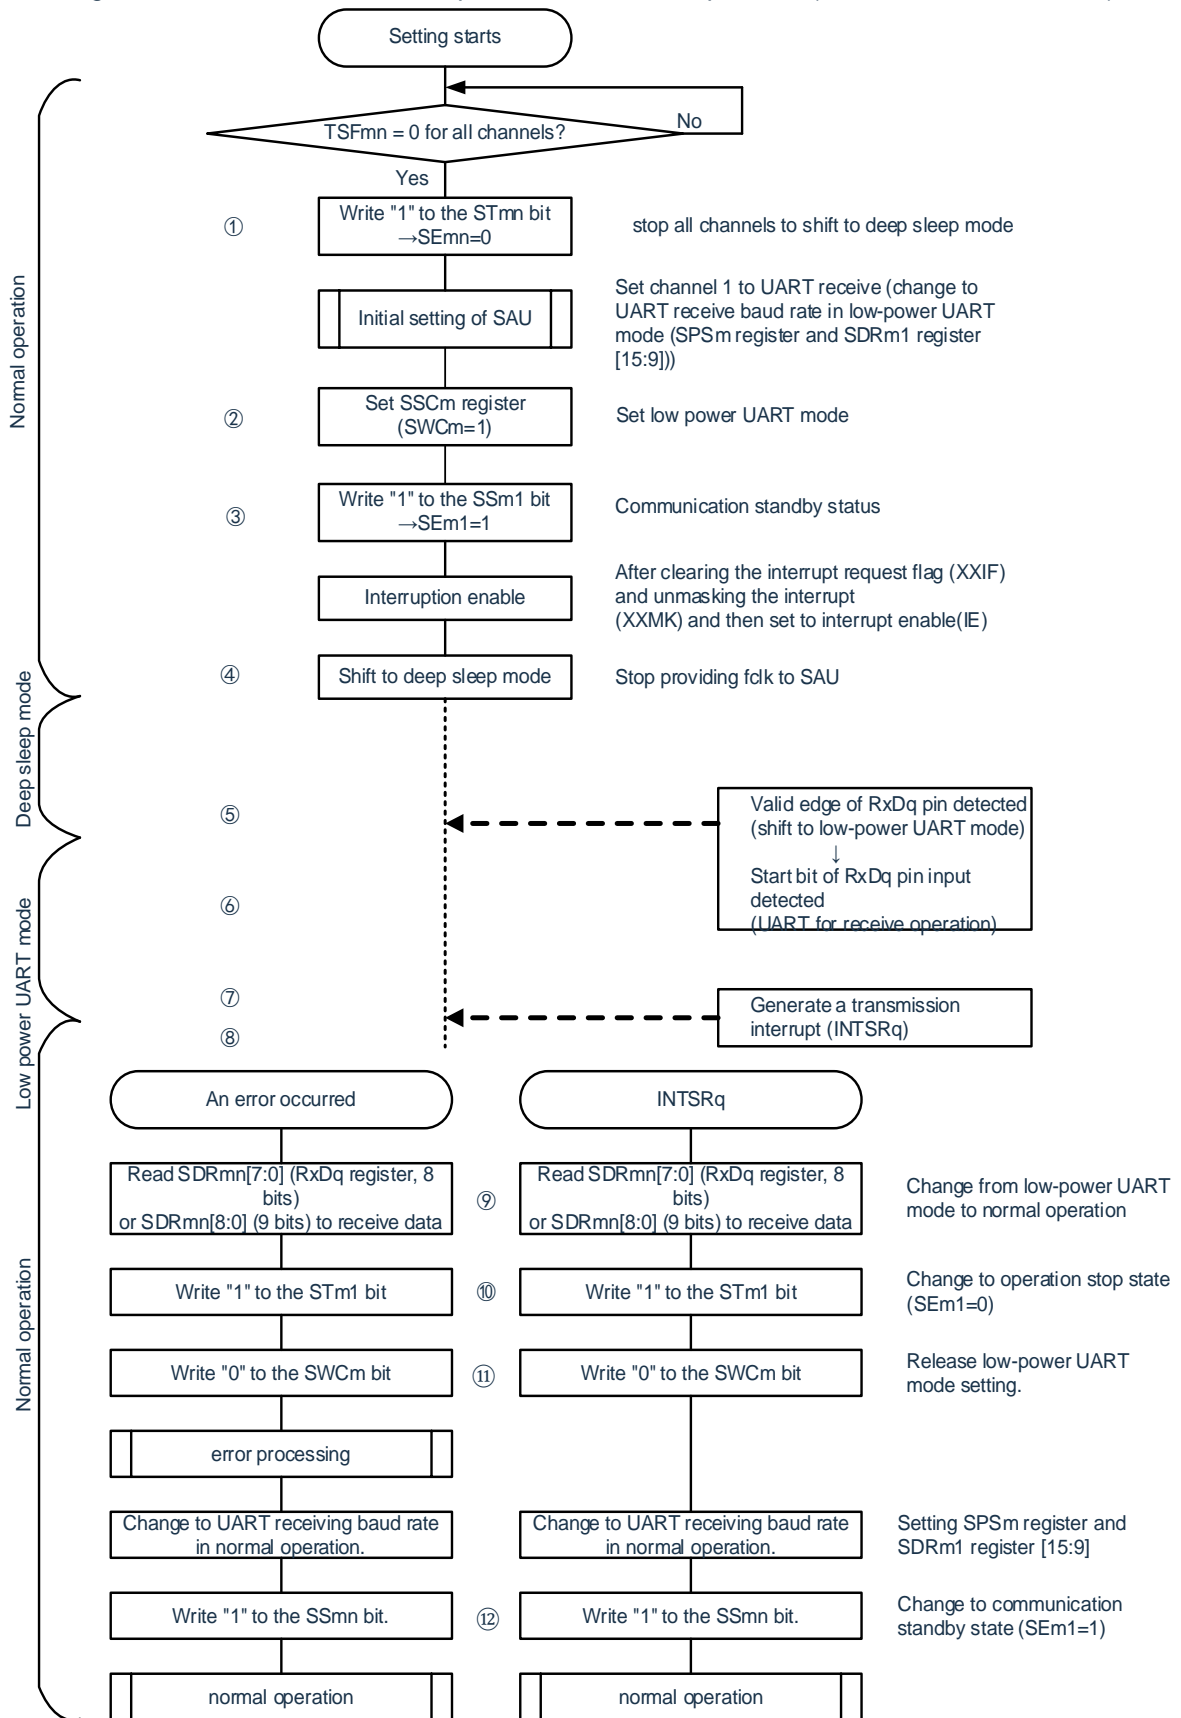 Setting starts
TSFmn = 0 for all channels?
No
Yes
①
Write "1" to the STmn bit
→SEmn=0
stop all channels to shift to deep sleep mode
Initial setting of SAU
Set channel 1 to UART receive (change to
UART receive baud rate in low-power UART
mode (SPSm register and SDRm1 register
[15:9]))
②
Set SSCm register
(SWCm=1)
Set low power UART mode
③
Write "1" to the SSm1 bit
→SEm1=1
Communication standby status
Interruption enable
After clearing the interrupt request flag (XXIF)
and unmasking the interrupt
(XXMK) and then set to interrupt enable(IE)
④
Shift to deep sleep mode
Stop providing fclk to SAU
Normal operation
Deep sleep mode
⑤
Valid edge of RxDq pin detected
(shift to low-power UART mode)
↓
Start bit of RxDq pin input
detected
(UART for receive operation)
⑥
Low power UART mode
⑦
Generate a transmission
interrupt (INTSRq)
⑧
An error occurred
INTSRq
Read SDRmn[7:0] (RxDq register, 8
bits)
or SDRmn[8:0] (9 bits) to receive data
⑨
Read SDRmn[7:0] (RxDq register, 8
bits)
or SDRmn[8:0] (9 bits) to receive data
Change from low-power UART
mode to normal operation
Write "1" to the STm1 bit
⑩
Write "1" to the STm1 bit
Change to operation stop state
(SEm1=0)
Write "0" to the SWCm bit
⑪
Write "0" to the SWCm bit
Release low-power UART
mode setting.
Normal operation
error processing
Change to UART receiving baud rate
in normal operation.
Change to UART receiving baud rate
in normal operation.
Setting SPSm register and
SDRm1 register [15:9]
Write "1" to the SSmn bit.
⑫
Write "1" to the SSmn bit.
Change to communication
standby state (SEm1=1)
normal operation
normal operation